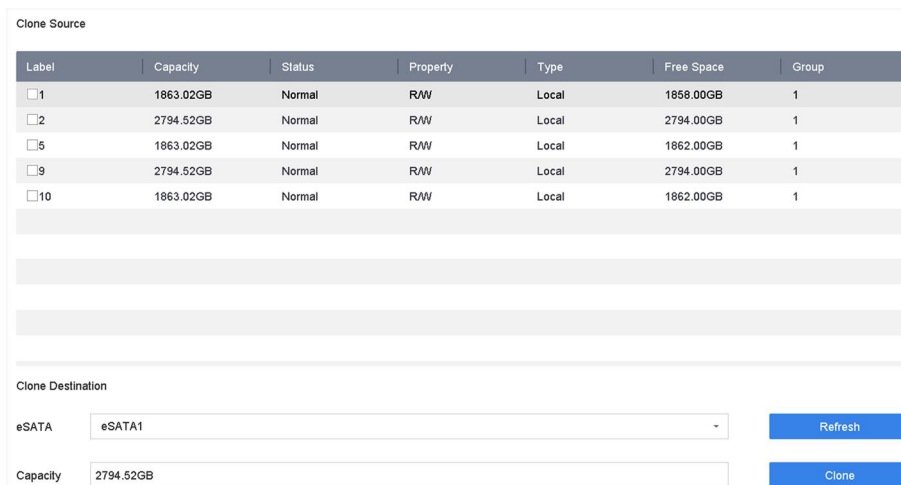 Clone Source
Label Capacity Status Property Type Free Space Group
1 1863.02GB Normal R/W Local 1858.00GB 1
2 2794.52GB Normal R/W Local 2794.00GB 1
5 1863.02GB Normal R/W Local 1862.00GB 1
9 2794.52GB Normal R/W Local 2794.00GB 1
10 1863.02GB Normal R/W Local 1862.00GB 1
Clone Destination
eSATA eSATA1 Refresh
Capacity 2794.52GB Clone